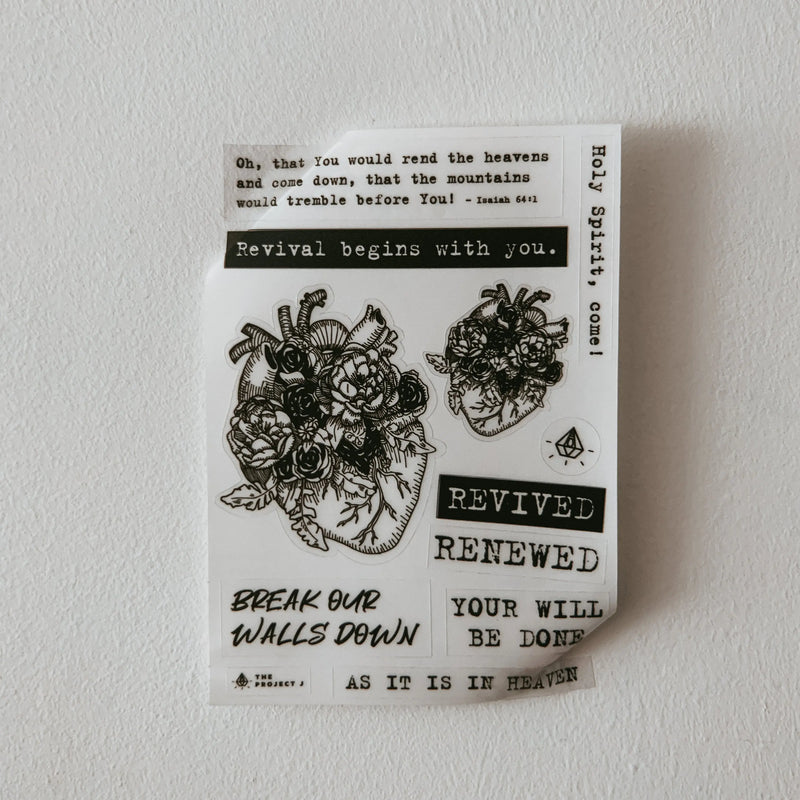 Oh, that You would rend the heavens
and come down, that the mountains
would tremble before You! - Isaiah 64:1
Holy Spirit, come!
Revival begins with you.
REVIVED
RENEWED
BREAK OUR
WALLS DOWN
YOUR WILL
BE DONE
THE
PROJECT J
AS IT IS IN HEAVEN